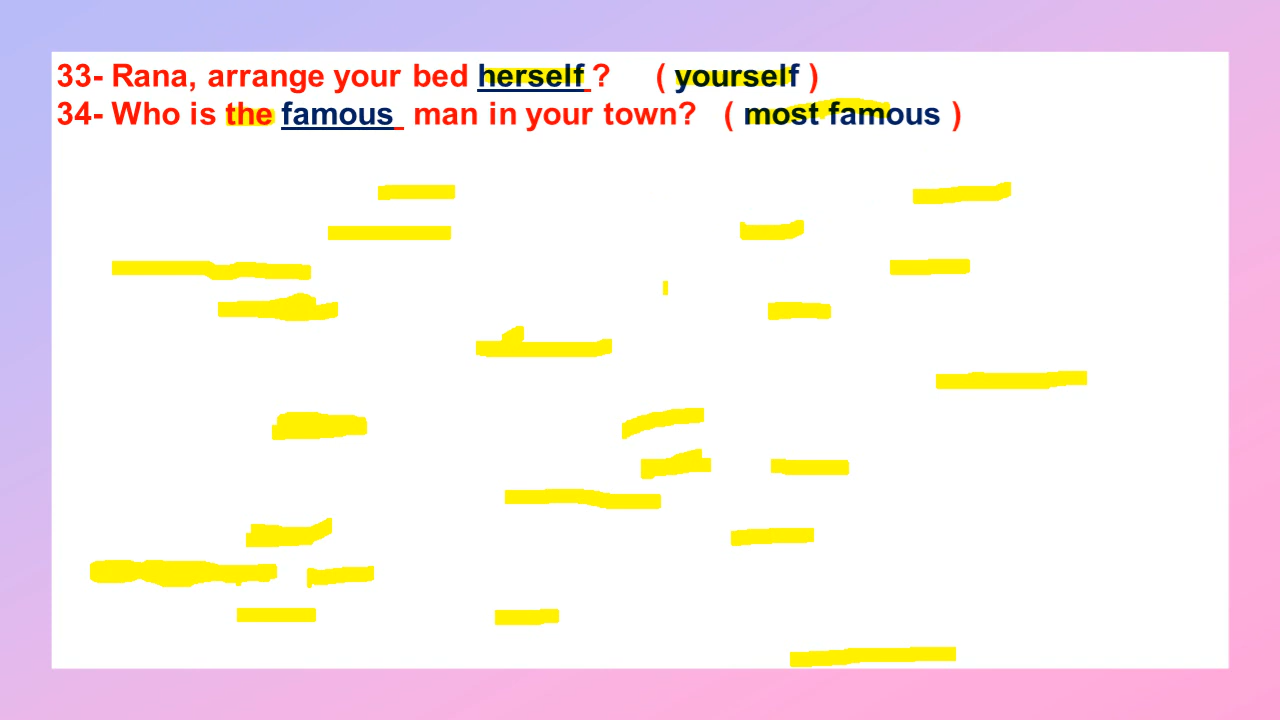 33- Rana, arrange your bed herself ? ( yourself )
34- Who is the famous man in your town? ( most famous )